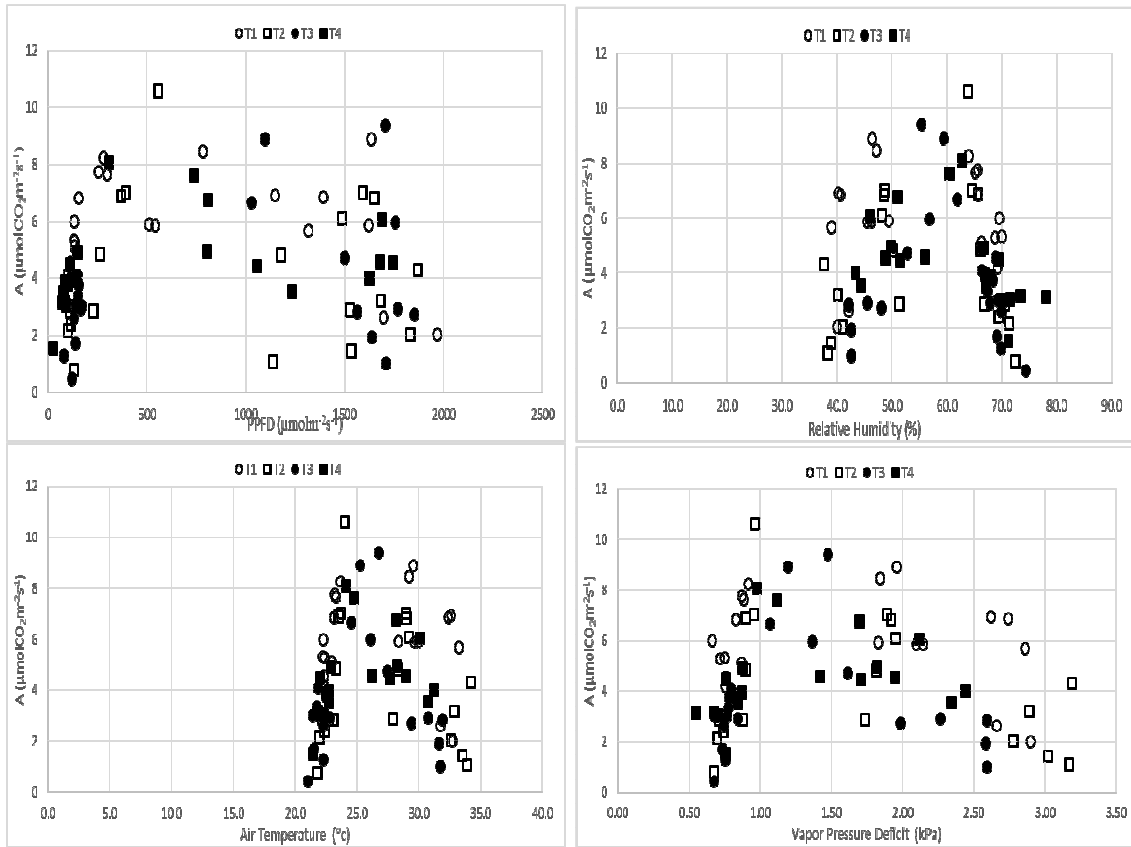 T1 T2 T3 T4
12
10
8
6
4
2
0
A (µmolCO₂m⁻²s⁻¹)
0 500 1000 1500 2000 2500
PPFD (µmolm⁻²s⁻¹)
T1 T2 T3 T4
12
10
8
6
4
2
0
A (µmolCO₂m⁻²s⁻¹)
0.0 10.0 20.0 30.0 40.0 50.0 60.0 70.0 80.0 90.0
Relative Humidity (%)
T1 T2 T3 T4
12
10
8
6
4
2
0
A (µmolCO₂m⁻²s⁻¹)
0.0 5.0 10.0 15.0 20.0 25.0 30.0 35.0 40.0
Air Temperature (°c)
T1 T2 T3 T4
12
10
8
6
4
2
0
A (µmolCO₂m⁻²s⁻¹)
0.00 0.50 1.00 1.50 2.00 2.50 3.00 3.50
Vapor Pressure Deficit (kPa)